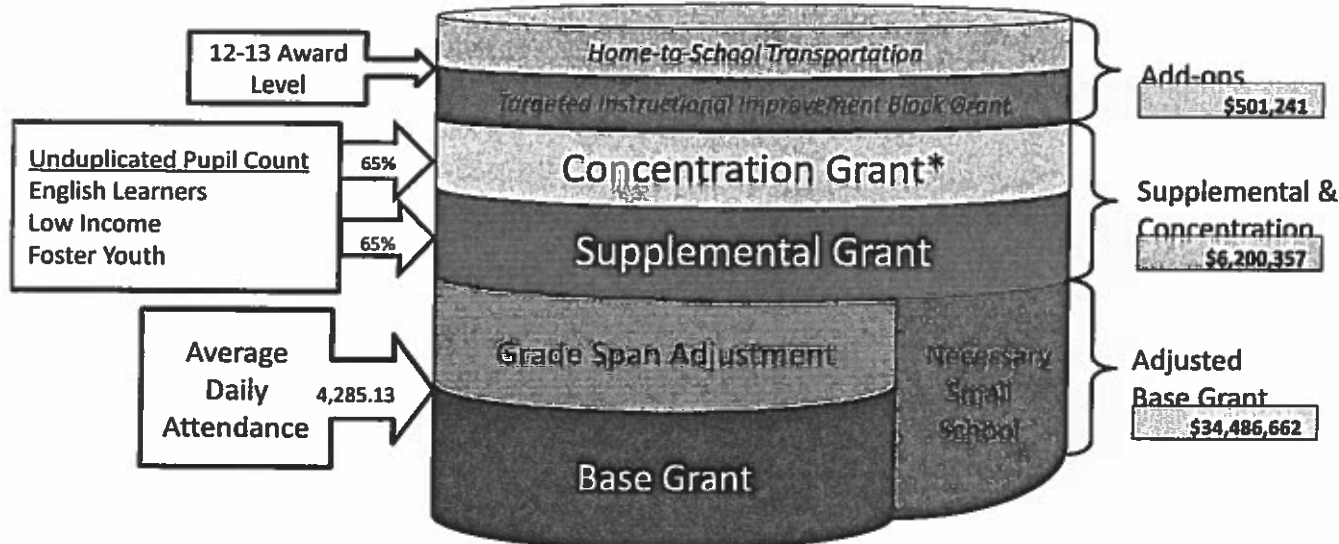 12-13 Award
Level
Home-to-School Transportation
Targeted Instructional Improvement Block Grant
Add-ons
$501,241
Unduplicated Pupil Count
English Learners
Low Income
Foster Youth
65%
65%
Concentration Grant*
Supplemental Grant
Supplemental &
Concentration
$6,200,357
Average
Daily
Attendance
4,285.13
Grade Span Adjustment
Necessary
Small
School
Base Grant
Adjusted
Base Grant
$34,486,662